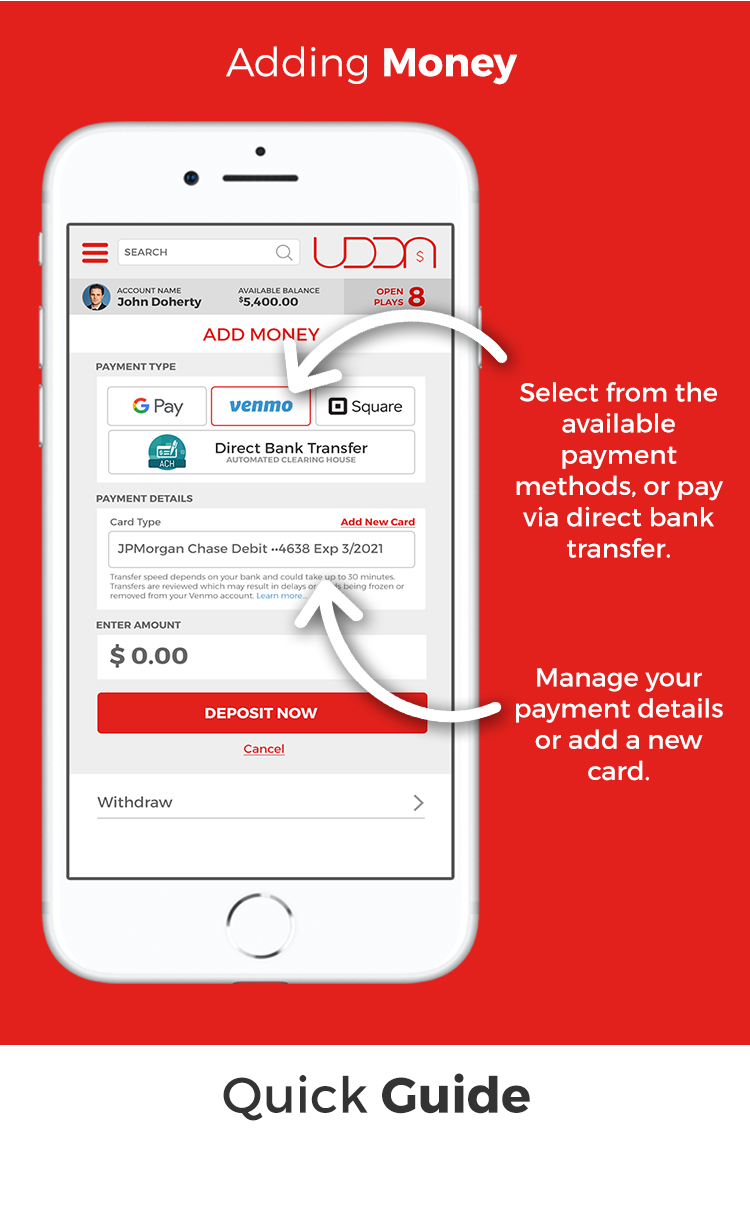 Adding Money
SEARCH
UDDA$
ACCOUNT NAME
John Doherty
AVAILABLE BALANCE
$5,400.00
OPEN
PLAYS 8
ADD MONEY
PAYMENT TYPE
G Pay
venmo
Square
ACH
Direct Bank Transfer
AUTOMATED CLEARING HOUSE
Select from the
available
payment
methods, or pay
via direct bank
transfer.
PAYMENT DETAILS
Card Type
Add New Card
JPMorgan Chase Debit ••4638 Exp 3/2021
Transfer speed depends on your bank and could take up to 30 minutes.
Transfers are reviewed which may result in delays being frozen or
removed from your Venmo account. Learn more...
ENTER AMOUNT
$ 0.00
DEPOSIT NOW
Cancel
Manage your
payment details
or add a new
card.
Withdraw
Quick Guide